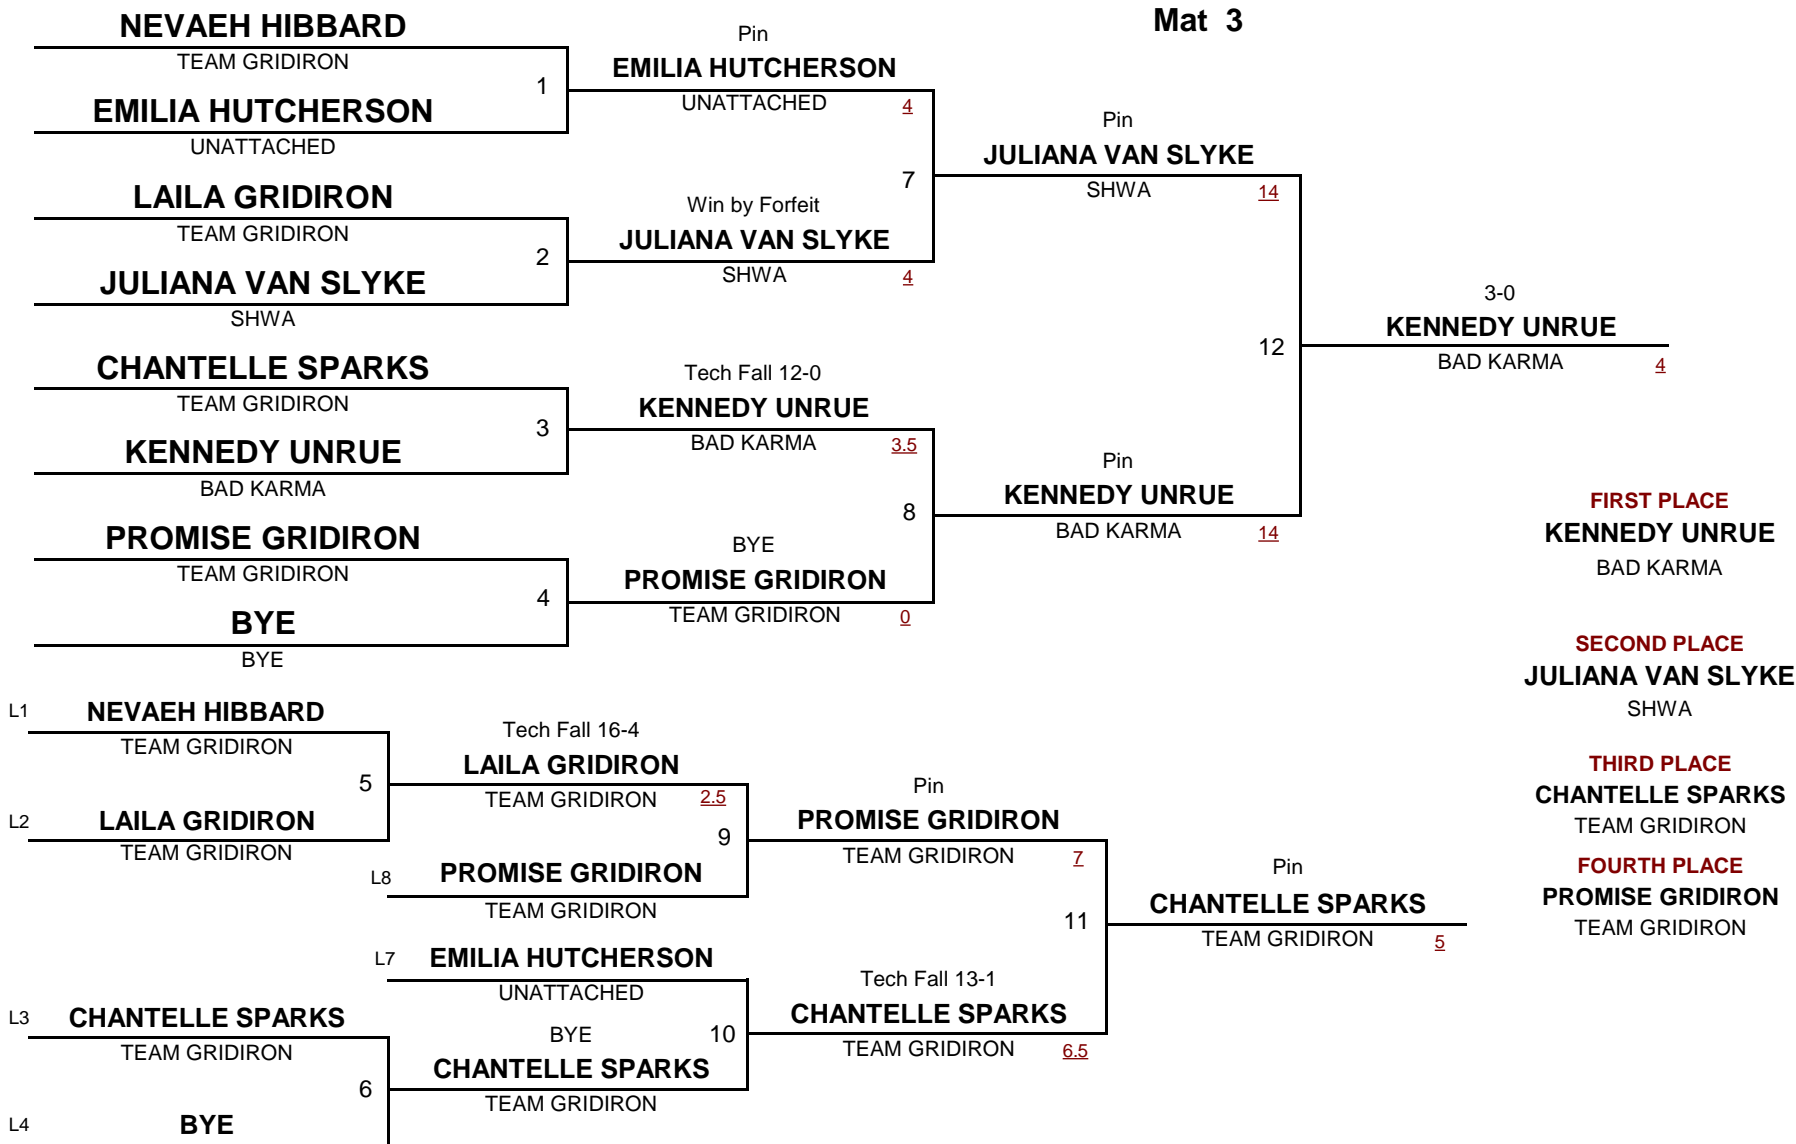 Mat 3
NEVAEH HIBBARD
TEAM GRIDIRON
1
EMILIA HUTCHERSON
UNATTACHED
Pin
EMILIA HUTCHERSON
UNATTACHED
4
LAILA GRIDIRON
TEAM GRIDIRON
2
JULIANA VAN SLYKE
SHWA
Win by Forfeit
JULIANA VAN SLYKE
SHWA
4
7
Pin
JULIANA VAN SLYKE
SHWA
14
CHANTELLE SPARKS
TEAM GRIDIRON
3
KENNEDY UNRUE
BAD KARMA
Tech Fall 12-0
KENNEDY UNRUE
BAD KARMA
3.5
PROMISE GRIDIRON
TEAM GRIDIRON
4
BYE
BYE
BYE
PROMISE GRIDIRON
TEAM GRIDIRON
0
8
Pin
KENNEDY UNRUE
BAD KARMA
14
12
3-0
KENNEDY UNRUE
BAD KARMA
4
FIRST PLACE
KENNEDY UNRUE
BAD KARMA
SECOND PLACE
JULIANA VAN SLYKE
SHWA
THIRD PLACE
CHANTELLE SPARKS
TEAM GRIDIRON
FOURTH PLACE
PROMISE GRIDIRON
TEAM GRIDIRON
L1
NEVAEH HIBBARD
TEAM GRIDIRON
5
L2
LAILA GRIDIRON
TEAM GRIDIRON
Tech Fall 16-4
LAILA GRIDIRON
TEAM GRIDIRON
2.5
9
L8
PROMISE GRIDIRON
TEAM GRIDIRON
Pin
PROMISE GRIDIRON
TEAM GRIDIRON
7
L7
EMILIA HUTCHERSON
UNATTACHED
L3
CHANTELLE SPARKS
TEAM GRIDIRON
6
L4
BYE
BYE
CHANTELLE SPARKS
TEAM GRIDIRON
10
Tech Fall 13-1
CHANTELLE SPARKS
TEAM GRIDIRON
6.5
11
Pin
CHANTELLE SPARKS
TEAM GRIDIRON
5